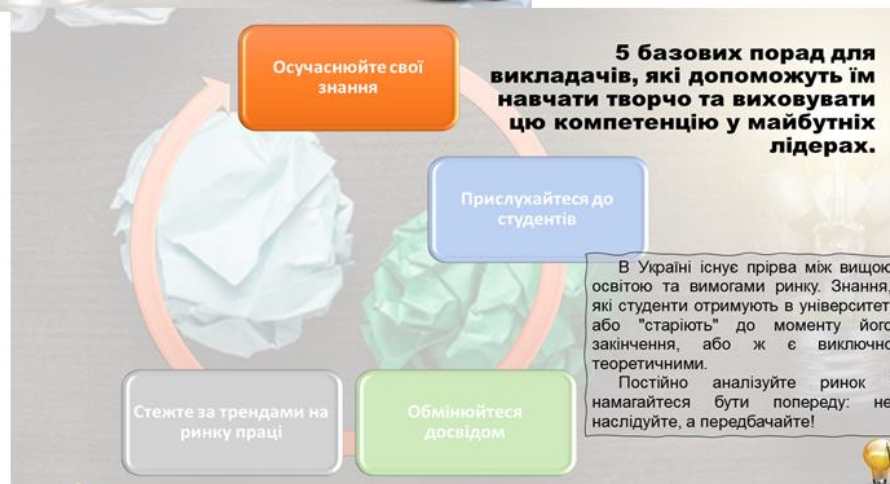 Осучаснюйте свої
знання
5 базових порад для
викладачів, які допоможуть їм
навчати творчо та виховувати
цю компетенцію у майбутніх
лідерах.
Прислухайтеся до
студентів
В Україні існує прірва між вищою
освітою та вимогами ринку. Знання,
які студенти отримують в університет
або "старіють" до моменту його
закінчення, або ж є виключно
теоретичними.
Постійно аналізуйте ринок
намагайтеся бути попереду: не
наслідуйте, а передбачайте!
Обмінюйтеся
досвідом
Стежте за трендами на
ринку праці